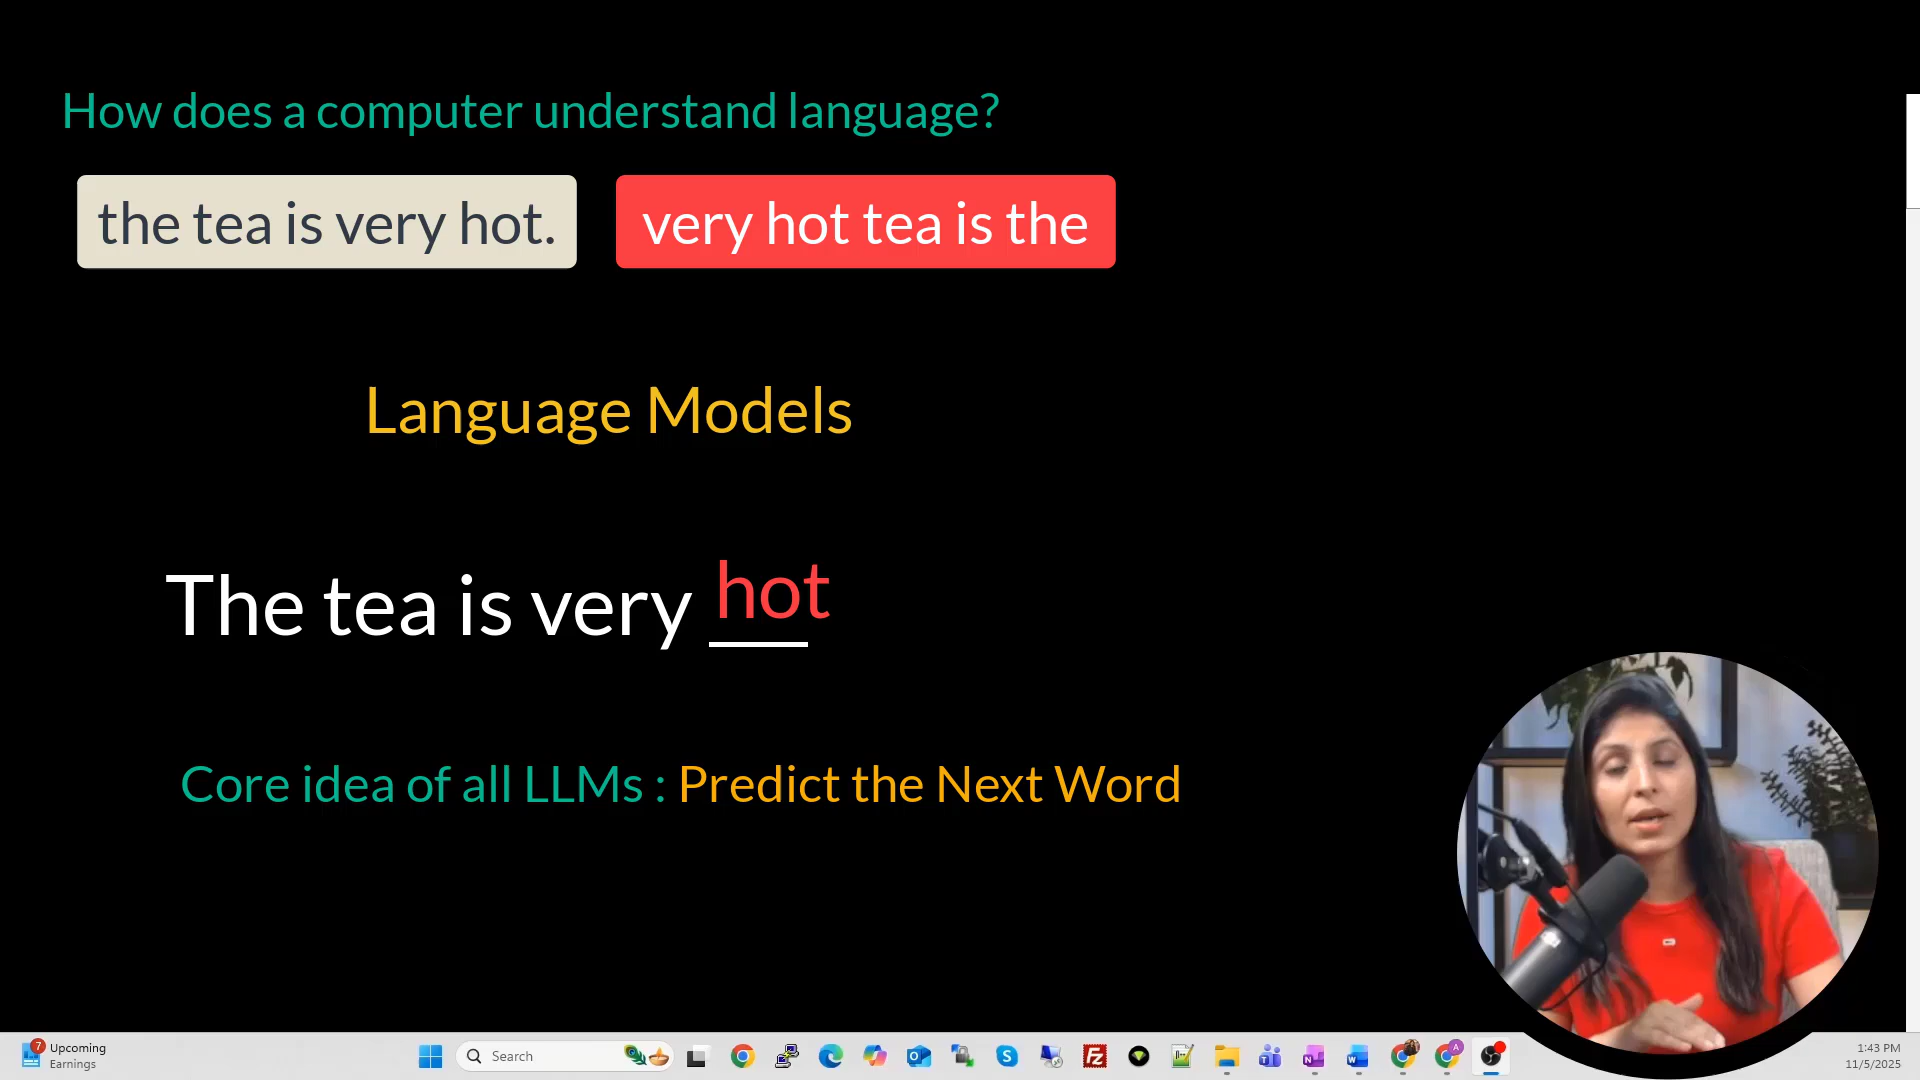 How does a computer understand language?
the tea is very hot.
very hot tea is the
Language Models
The tea is very hot
Core idea of all LLMs : Predict the Next Word
7
Upcoming
Earnings
Search
1:43 PM
11/5/2025